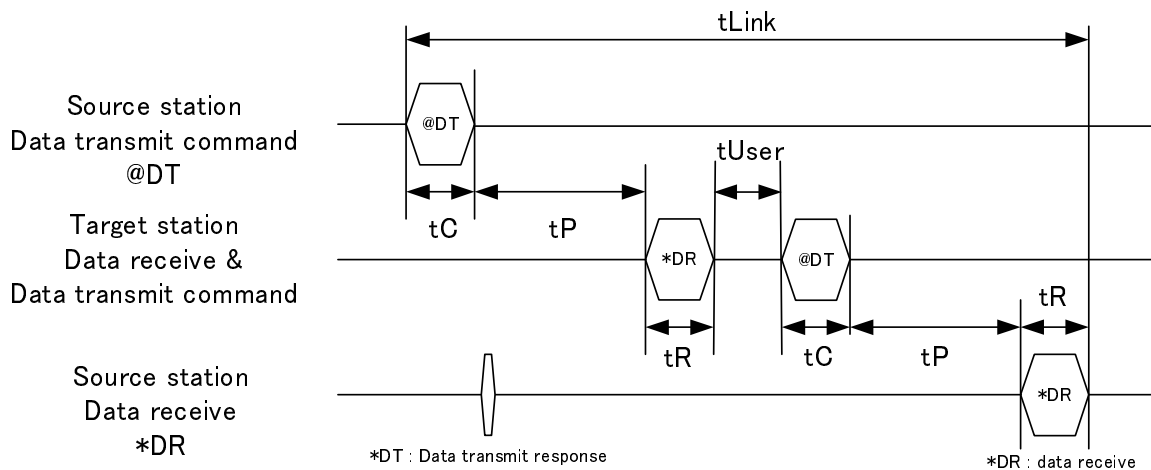 tLink
Source station
Data transmit command
@DT
@DT
tUser
tC
tP
Target station
Data receive &
Data transmit command
*DR
@DT
tR
tR
tC
tP
Source station
Data receive
*DR
*DR
*DT : Data transmit response
*DR : data receive